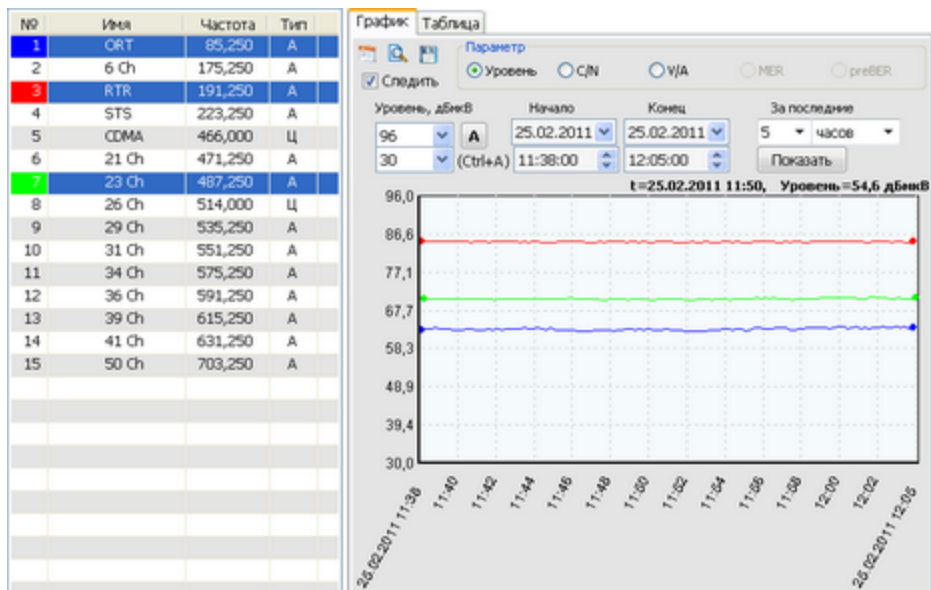 № Имя Частота Тип
1 ORT 85,250 А
2 6 Ch 175,250 А
3 RTR 191,250 А
4 STS 223,250 А
5 CDMA 466,000 Ц
6 21 Ch 471,250 А
7 23 Ch 487,250 А
8 26 Ch 514,000 Ц
9 29 Ch 535,250 А
10 31 Ch 551,250 А
11 34 Ch 575,250 А
12 36 Ch 591,250 А
13 39 Ch 615,250 А
14 41 Ch 631,250 А
15 50 Ch 703,250 А
График Таблица
Параметр
Уровень C/N V/A MER preBER
Следить
Уровень, дБмкВ Начало Конец За последние
96 А 25.02.2011 25.02.2011 5 часов
30 (Ctrl+A) 11:38:00 12:05:00 Показать
t=25.02.2011 11:50, Уровень=54,6 дБмкВ
96,0
86,6
77,1
67,7
58,3
48,9
39,4
30,0
25.02.2011 11:38 11:40 11:42 11:44 11:46 11:48 11:50 11:52 11:54 11:56 11:58 12:00 12:02 25.02.2011 12:05